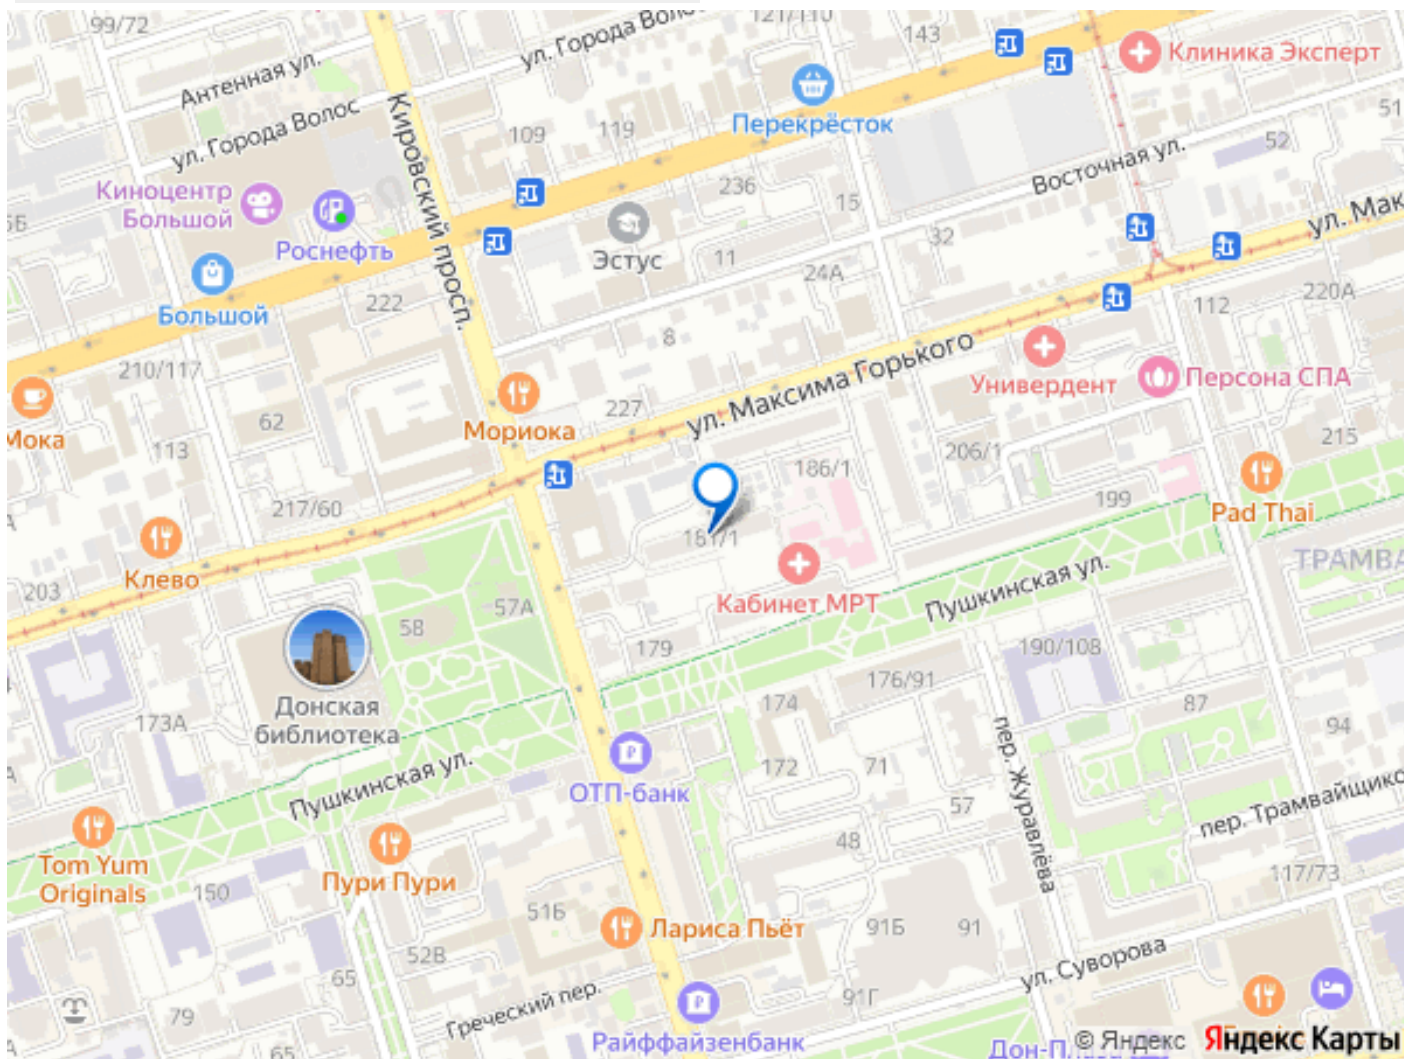 99/72
121/110
143
ул. Города Воло
Клиника Эксперт
Антенная ул.
ул. Города Волос
Кировский просп.
109
119
Перекрёсток
51
52
Восточная ул.
Киноцентр
Большой
236
15
Роснефть
Эстус
11
32
24А
ул. Мак
Большой
222
8
112
220А
210/117
Мока
62
113
Мориока
227
ул. Максима Горького
Универдент
Персона СПА
215
186/1
206/1
199
Pad Thai
217/60
181/1
Клево
203
Кабинет МРТ
Пушкинская ул.
ТРАМВА
57А
58
179
190/108
Донская
библиотека
173А
174
176/91
87
94
Пушкинская ул.
ОТП-банк
172
71
57
пер. Журавлёва
пер. Трамвайщико
48
Tom Yum
Originals
150
Пури Пури
117/73
51Б
Лариса Пьёт
91Б
91
52В
65
ул. Суворова
Греческий пер.
91Г
79
65
Райффайзенбанк
© Яндекс
Яндекс Карты